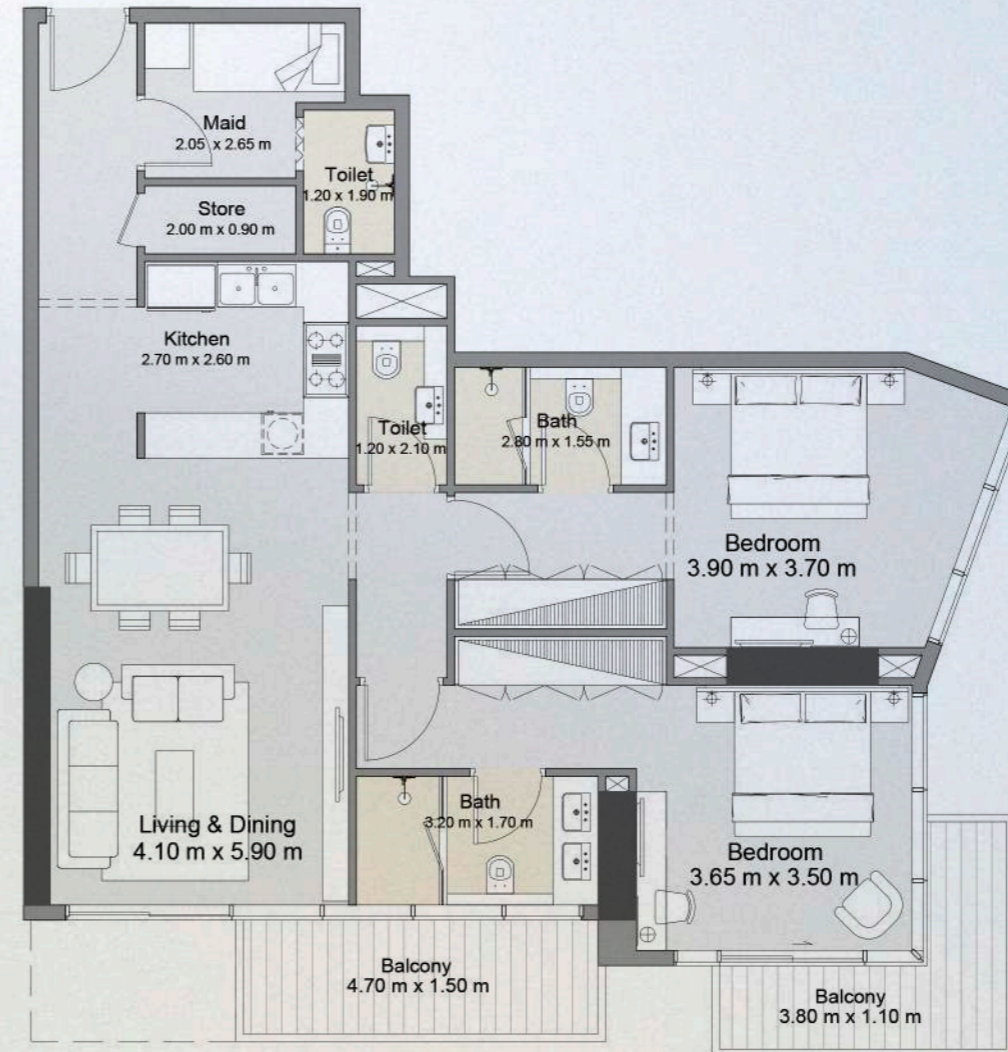 Maid
2.05 x 2.65 m
Toilet
1.20 x 1.90 m
Store
2.00 m x 0.90 m
Kitchen
2.70 m x 2.60 m
Toilet
1.20 x 2.10 m
Bath
2.80 m x 1.55 m
Bedroom
3.90 m x 3.70 m
Living & Dining
4.10 m x 5.90 m
Bath
3.20 m x 1.70 m
Bedroom
3.65 m x 3.50 m
Balcony
4.70 m x 1.50 m
Balcony
3.80 m x 1.10 m